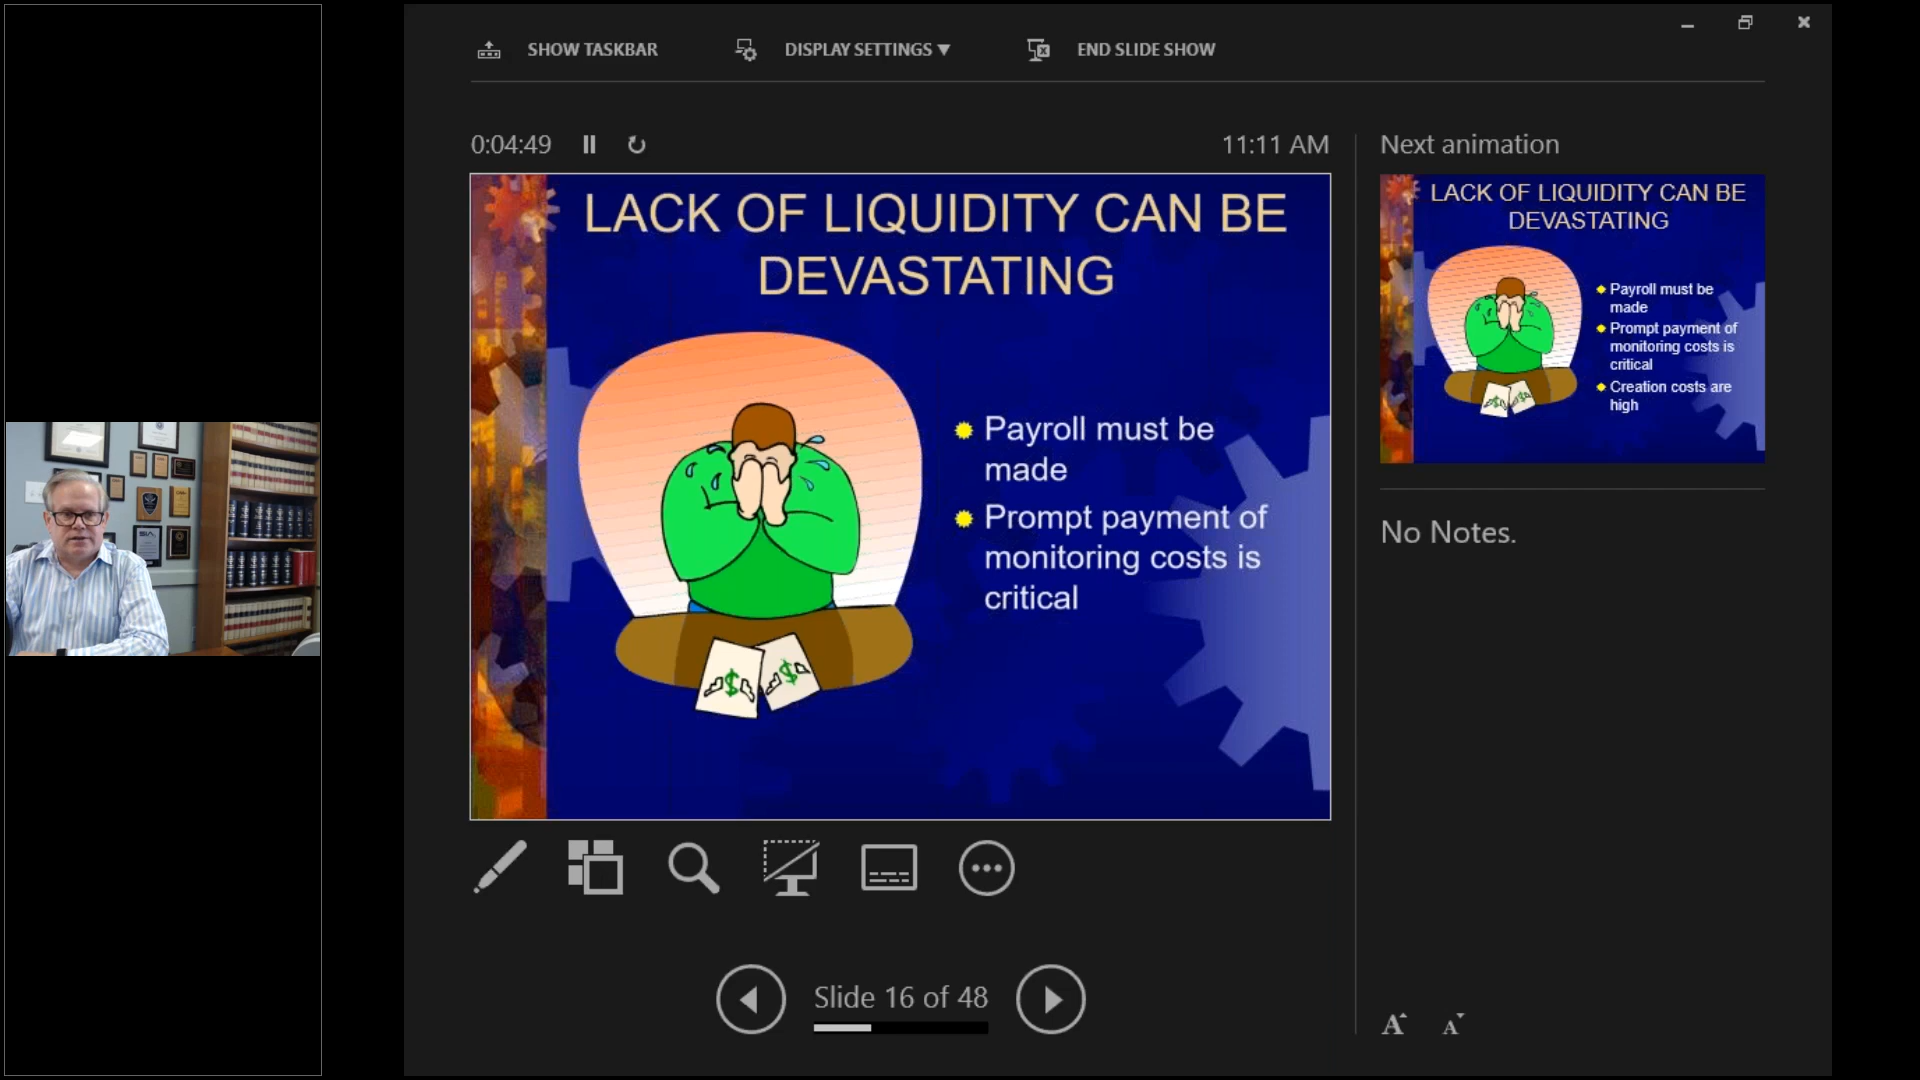 SHOW TASKBAR
DISPLAY SETTINGS
END SLIDE SHOW
0:04:49
11:11 AM
Next animation
LACK OF LIQUIDITY CAN BE
DEVASTATING
Payroll must be
made
Prompt payment of
monitoring costs is
critical
$ $
LACK OF LIQUIDITY CAN BE
DEVASTATING
Payroll must be
made
Prompt payment of
monitoring costs is
critical
Creation costs are
high
$ $
No Notes.
Slide 16 of 48
A A